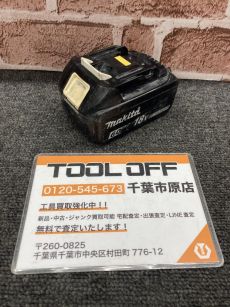 makita
18V
TOOL OFF
0120-545-673 千葉市原店
工具買取強化中!!
新品・中古・ジャンク買取可能 宅配査定・出張査定・LINE査定
無料で査定いたします!
〒260-0825
千葉県千葉市中央区村田町 776-12